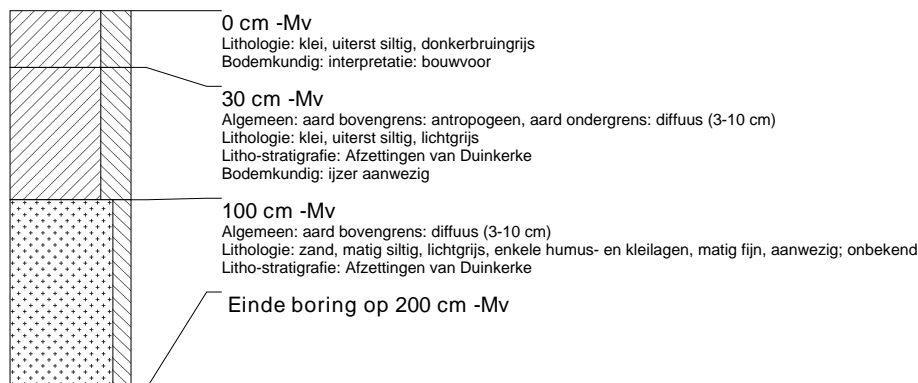 0 cm -Mv
Lithologie: klei, uiterst siltig, donkerbruingrijs
Bodemkundig: interpretatie: bouwvoor
30 cm -Mv
Algemeen: aard bovengrens: antropogeen, aard ondergrens: diffuus (3-10 cm)
Lithologie: klei, uiterst siltig, lichtgrijs
Litho-stratigrafie: Afzettingen van Duinkerke
Bodemkundig: ijzer aanwezig
100 cm -Mv
Algemeen: aard bovengrens: diffuus (3-10 cm)
Lithologie: zand, matig siltig, lichtgrijs, enkele humus- en kleilagen, matig fijn, aanwezig; onbekend
Litho-stratigrafie: Afzettingen van Duinkerke
Einde boring op 200 cm -Mv